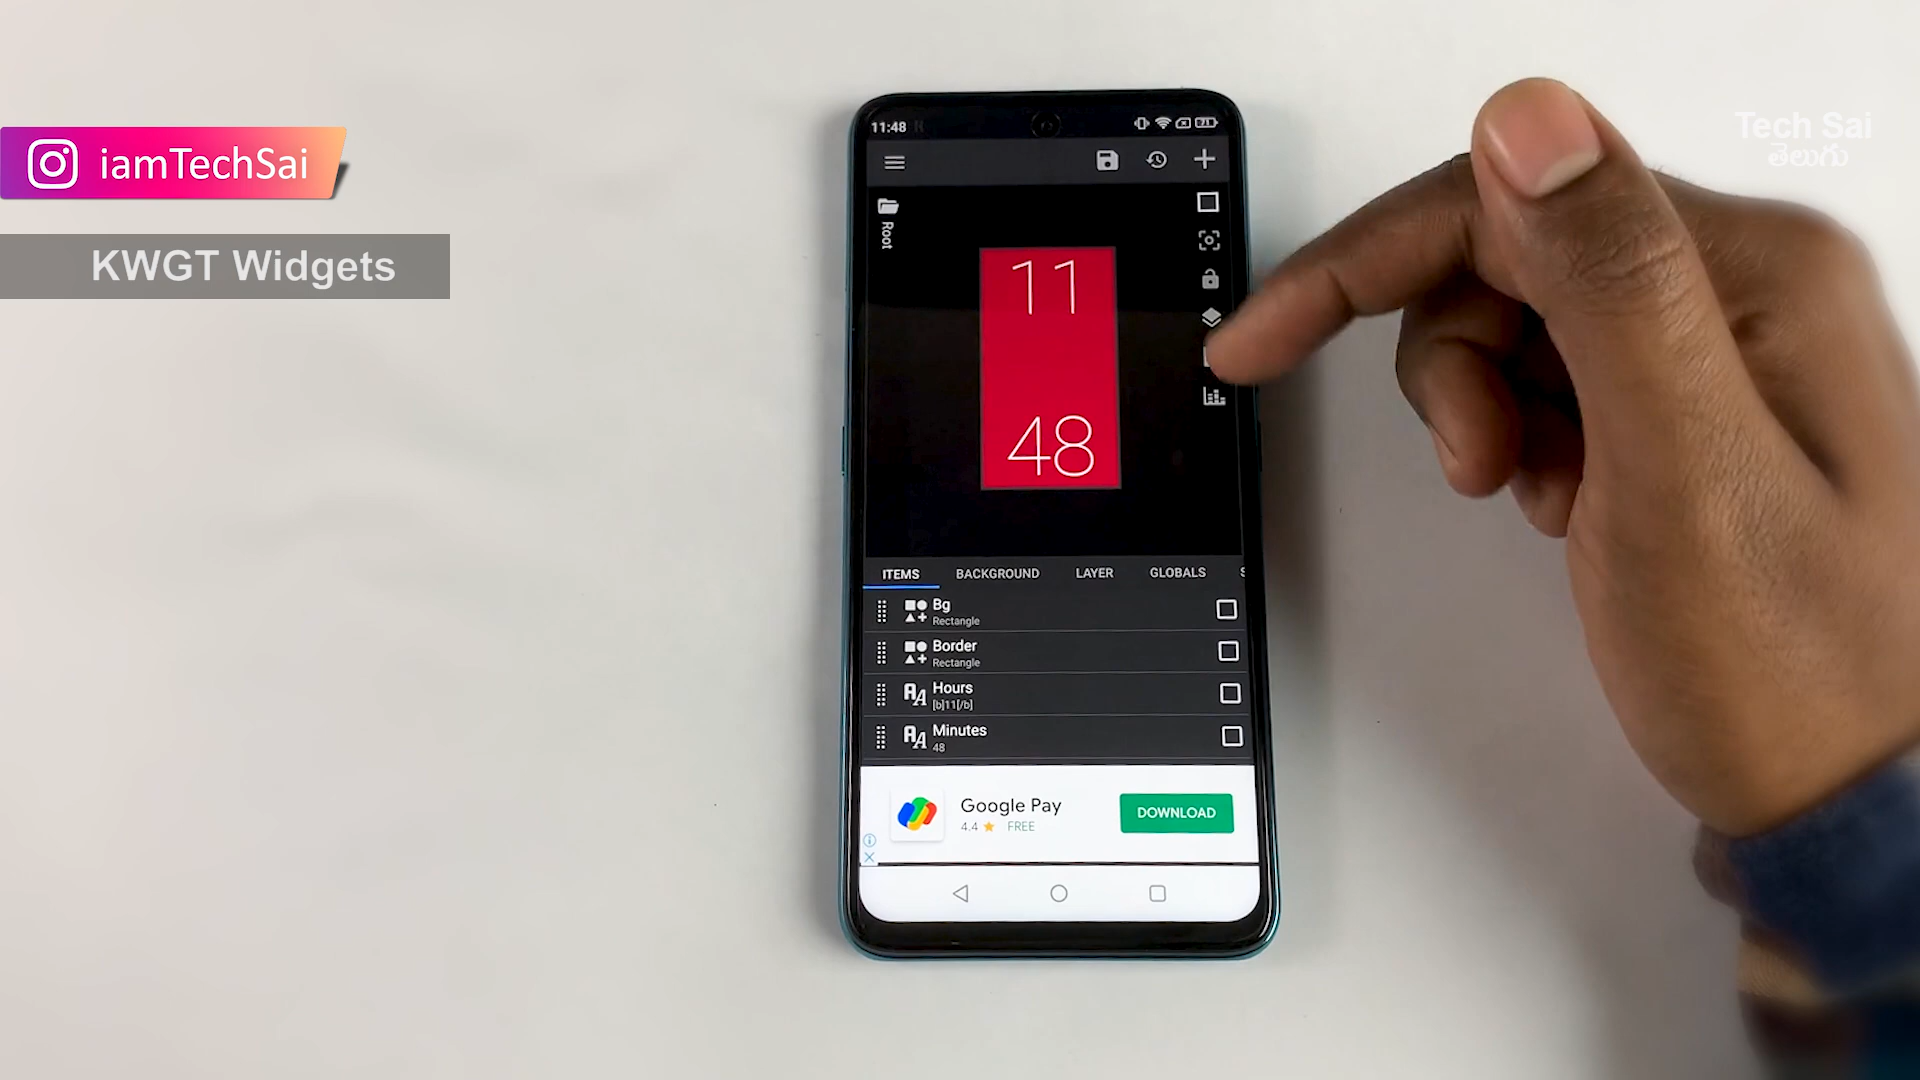 iamTechSai
KWGT Widgets
Tech Sai
తెలుగు
11:48
Root
11
48
ITEMS
BACKGROUND
LAYER
GLOBALS
S
Bg
Rectangle
Border
Rectangle
Hours
[b]11[/b]
Minutes
48
Google Pay
4.4 ★ FREE
DOWNLOAD